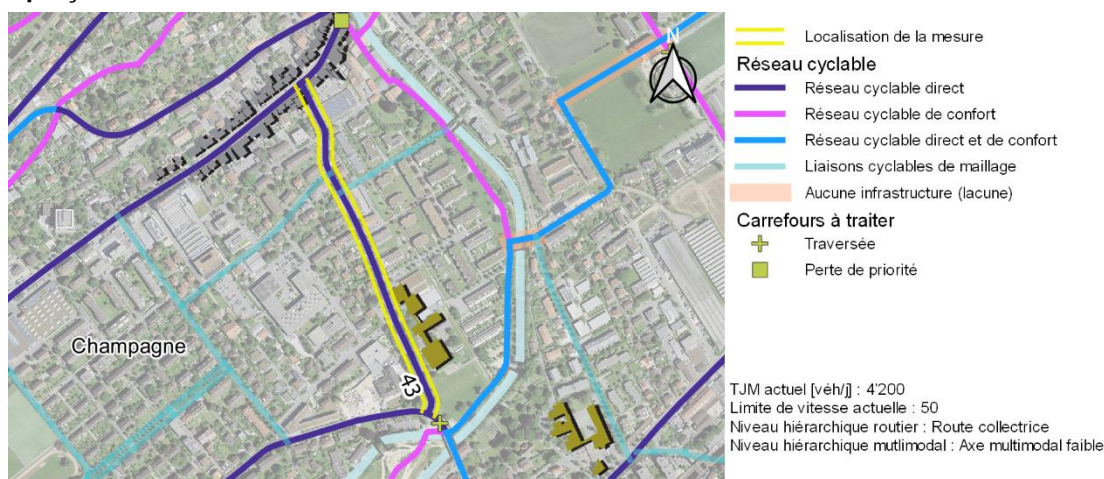 N
Champagne
43
Localisation de la mesure
Réseau cyclable
Réseau cyclable direct
Réseau cyclable de confort
Réseau cyclable direct et de confort
Liaisons cyclables de maillage
Aucune infrastructure (lacune)
Carrefours à traiter
Traversée
Perte de priorité
TJM actuel [véh/j] : 4'200
Limite de vitesse actuelle : 50
Niveau hiérarchique routier : Route collectrice
Niveau hiérarchique mutlimodal : Axe multimodal faible